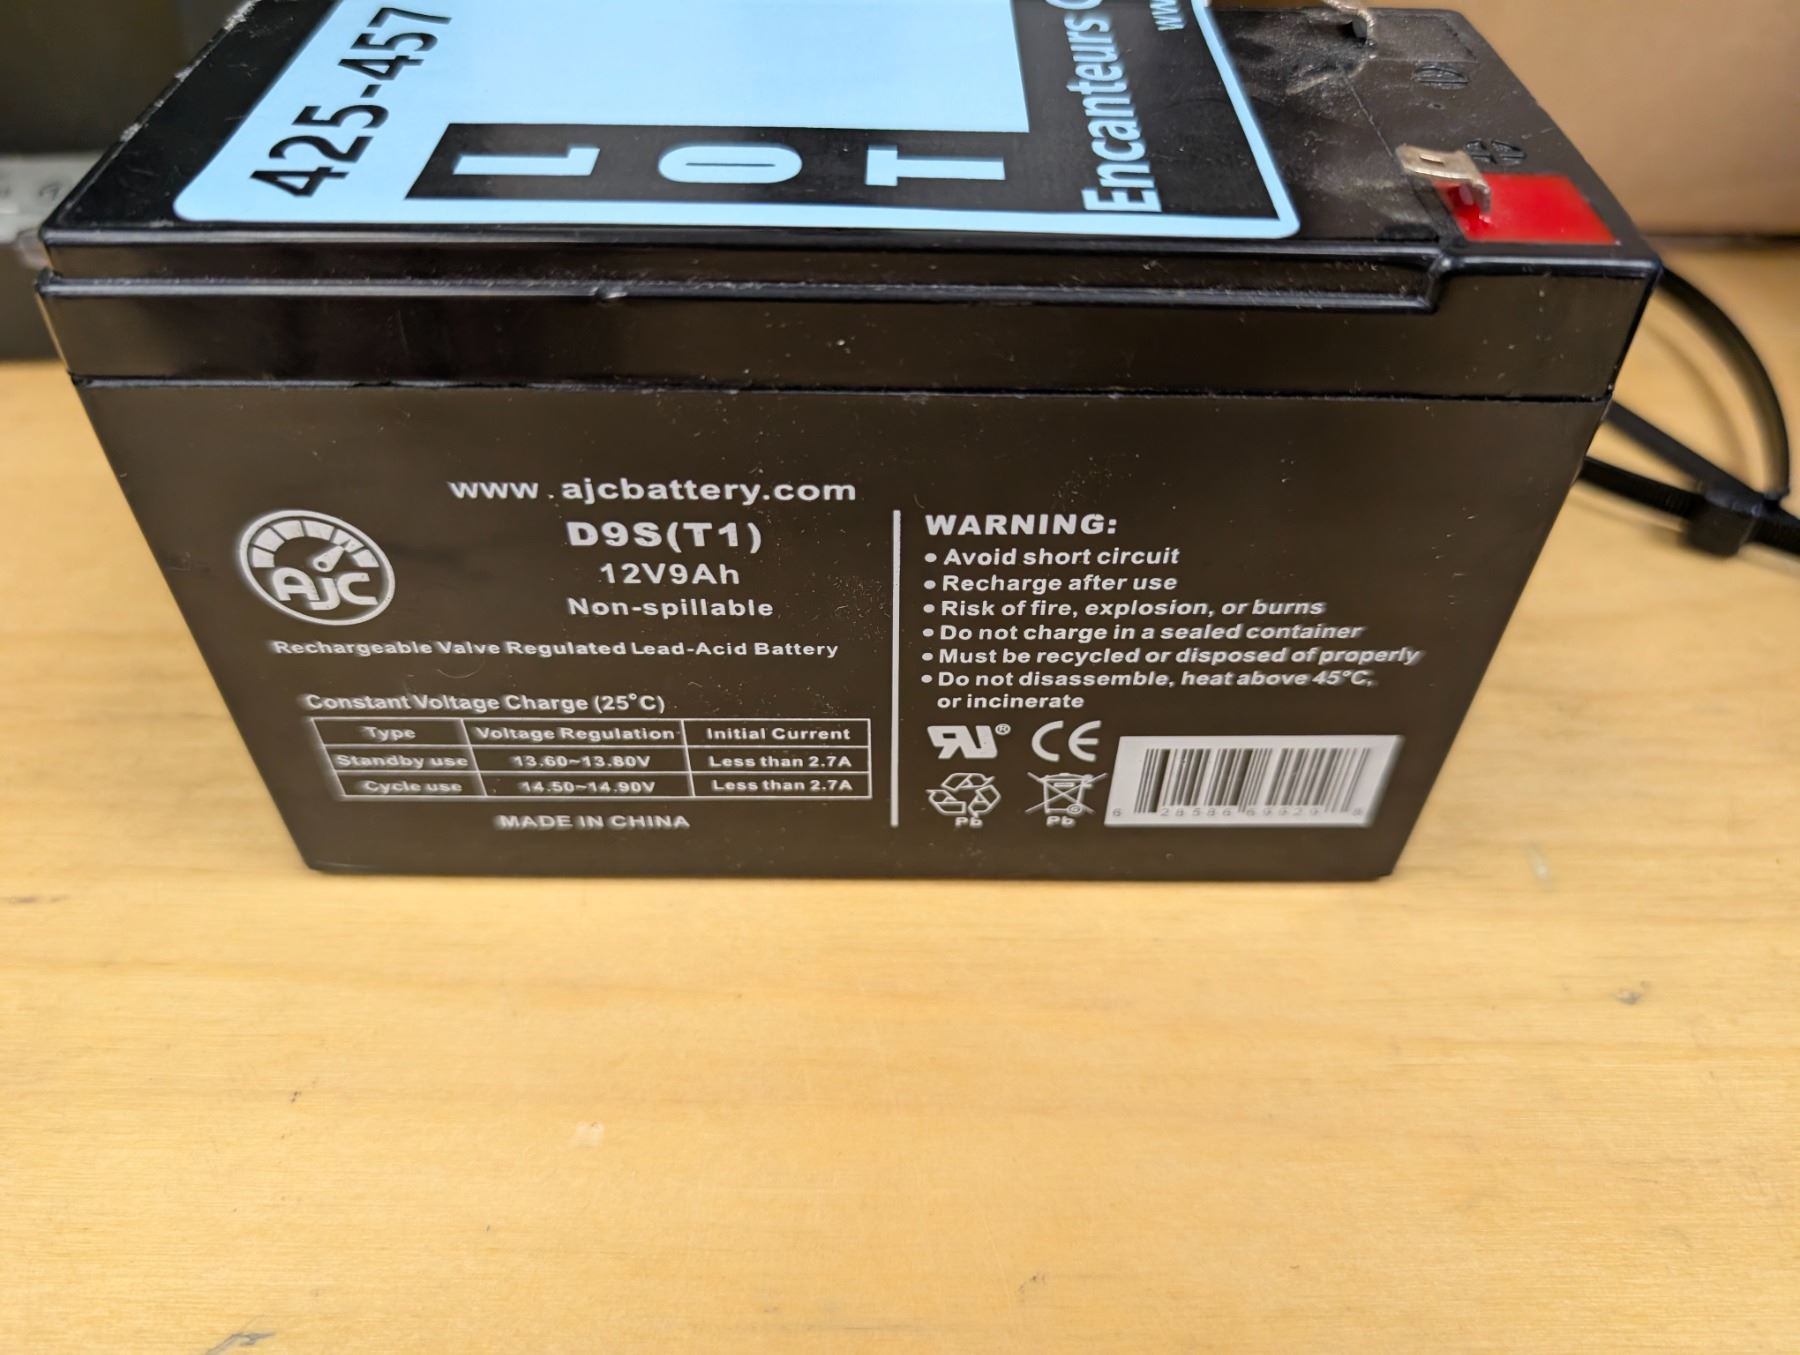 425-457
LOT
Encanteurs
www.ajcbattery.com
D9S(T1)
12V9Ah
Non-spillable
AJC
Rechargeable Valve Regulated Lead-Acid Battery
Constant Voltage Charge (25°C)
Type Voltage Regulation Initial Current
Standby use 13.60~13.80V Less than 2.7A
Cycle use 14.50~14.90V Less than 2.7A
MADE IN CHINA
WARNING:
• Avoid short circuit
• Recharge after use
• Risk of fire, explosion, or burns
• Do not charge in a sealed container
• Must be recycled or disposed of properly
• Do not disassemble, heat above 45°C,
or incinerate
® CE
Pb Pb